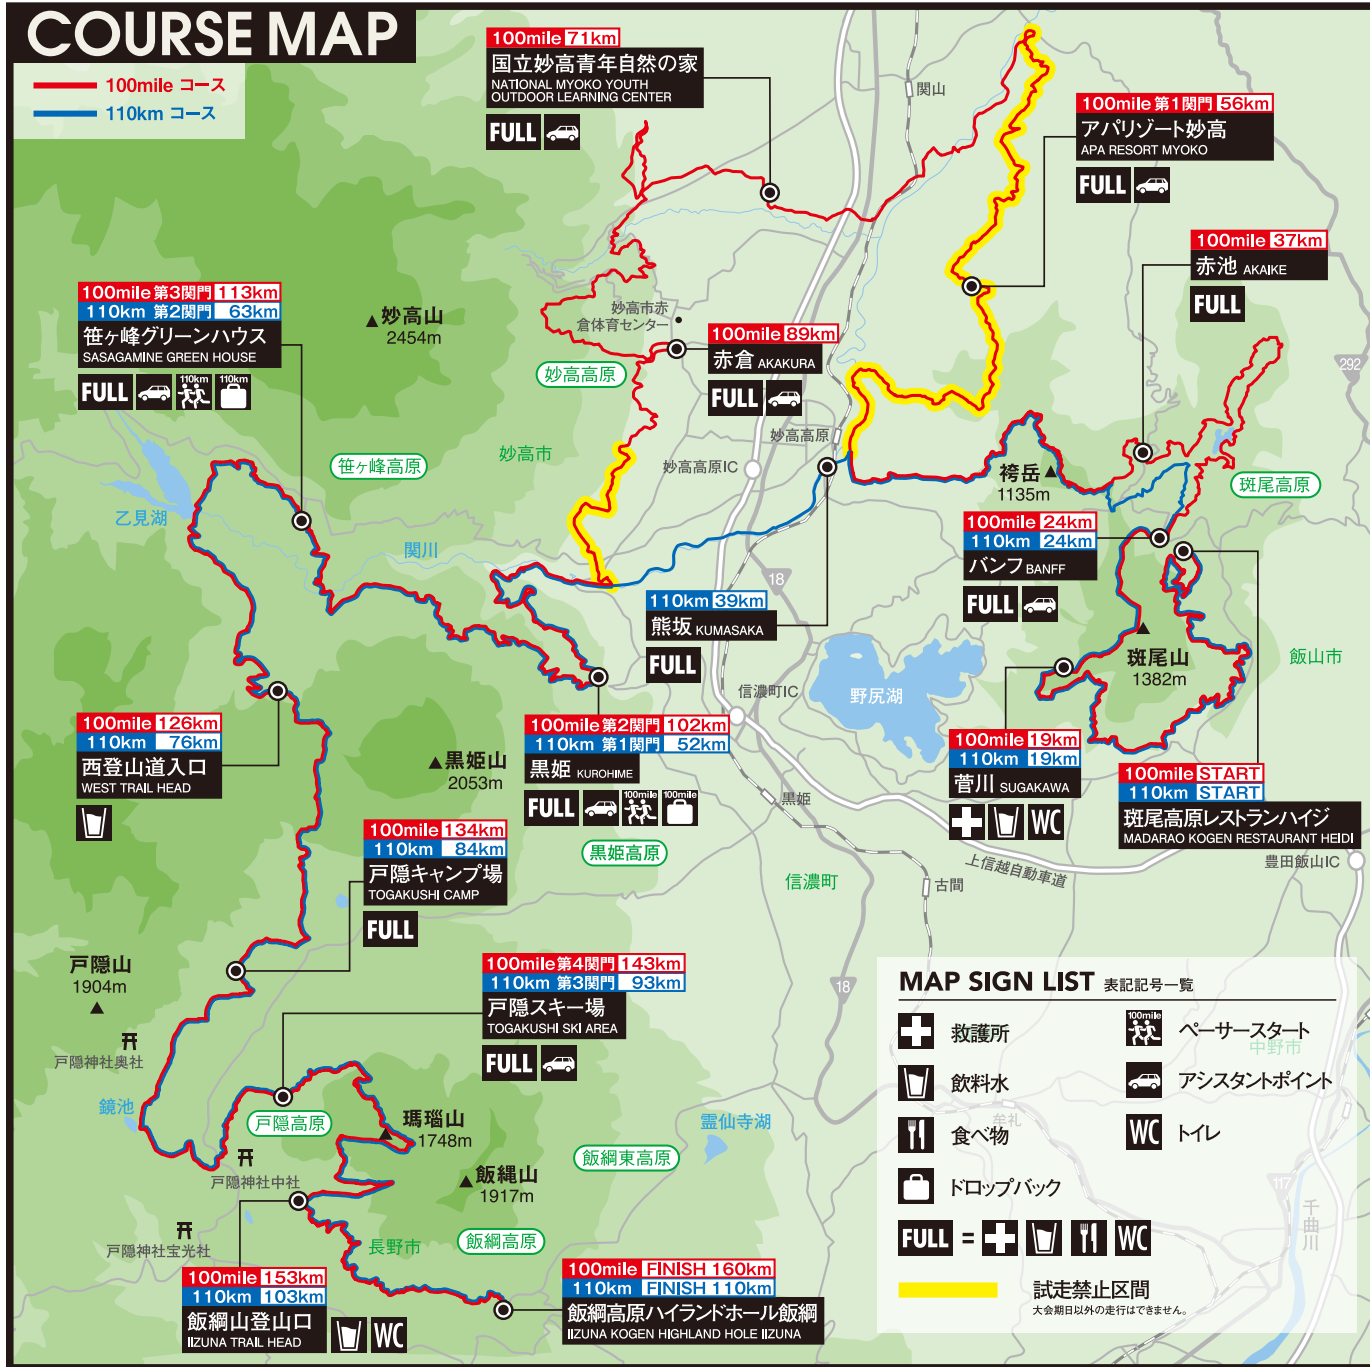 COURSE MAP
100mile コース
110km コース
100mile 71km
国立妙高青年自然の家
NATIONAL MYOKO YOUTH
OUTDOOR LEARNING CENTER
FULL
関山
100mile 第1関門 56km
アパリゾート妙高
APA RESORT MYOKO
FULL
100mile 37km
赤池 AKAIKE
FULL
292
100mile 第3関門 113km
110km 第2関門 63km
笹ヶ峰グリーンハウス
SASAGAMINE GREEN HOUSE
FULL
110km
110km
妙高山
2454m
妙高市赤
倉体育センター
100mile 89km
赤倉 AKAKURA
FULL
妙高高原
妙高高原
妙高市
笹ヶ峰高原
妙高高原IC
袴岳
1135m
斑尾高原
乙見湖
関川
100mile 24km
110km 24km
バンフ BANFF
FULL
18
110km 39km
熊坂 KUMASAKA
FULL
斑尾山
1382m
飯山市
野尻湖
信濃町IC
100mile 126km
110km 76km
西登山道入口
WEST TRAIL HEAD
100mile 第2関門 102km
110km 第1関門 52km
黒姫 KUROHIME
FULL
100mile
100mile
黒姫山
2053m
黒姫
黒姫高原
100mile 19km
110km 19km
菅川 SUGAKAWA
WC
100mile START
110km START
斑尾高原レストランハイジ
MADARAO KOGEN RESTAURANT HEIDI
豊田飯山IC
上信越自動車道
古間
信濃町
100mile 134km
110km 84km
戸隠キャンプ場
TOGAKUSHI CAMP
FULL
戸隠山
1904m
戸隠神社奥社
鏡池
100mile 第4関門 143km
110km 第3関門 93km
戸隠スキー場
TOGAKUSHI SKI AREA
FULL
18
戸隠高原
瑪瑙山
1748m
霊仙寺湖
飯綱東高原
戸隠神社中社
飯縄山
1917m
戸隠神社宝光社
長野市
飯綱高原
100mile 153km
110km 103km
飯綱山登山口
IIZUNA TRAIL HEAD
WC
100mile FINISH 160km
110km FINISH 110km
飯綱高原ハイランドホール飯綱
IIZUNA KOGEN HIGHLAND HOLE IIZUNA
MAP SIGN LIST 表記記号一覧
救護所
100mile
ペーサースタート
中野市
飲料水
アシスタントポイント
牟礼
食べ物
WC トイレ
ドロップバック
117
千曲川
FULL = WC
試走禁止区間
大会期日以外の走行はできません。